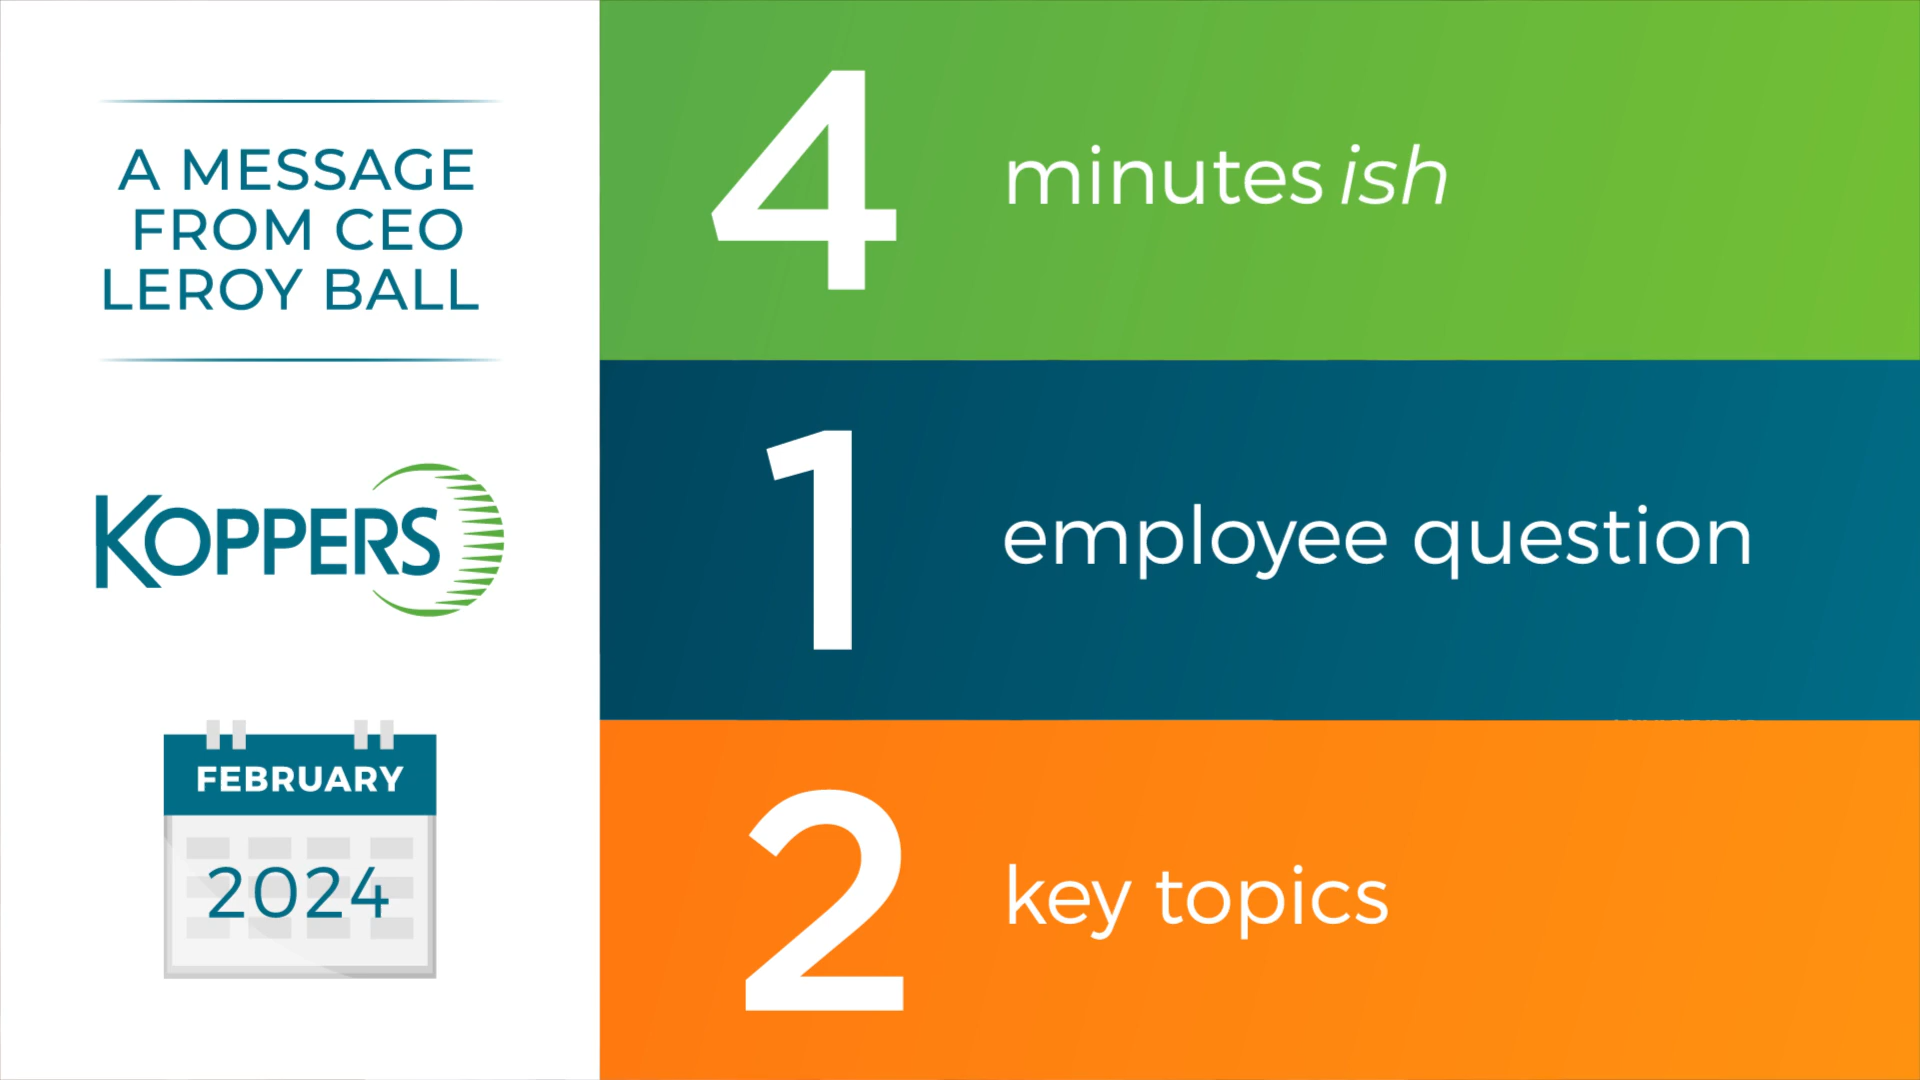 A MESSAGE
FROM CEO
LEROY BALL
KOPPERS
FEBRUARY
2024
4
minutes ish
1
employee question
2
key topics